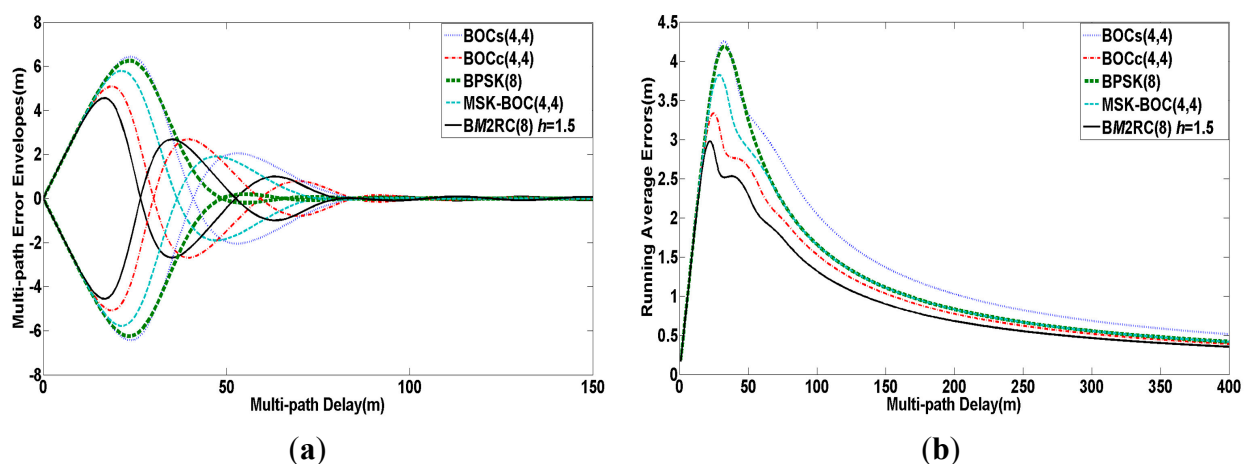 8
6
4
2
0
-2
-4
-6
-8
Multi-path Error Envelopes(m)
BOCs(4,4)
BOCc(4,4)
BPSK(8)
MSK-BOC(4,4)
BM2RC(8) h=1.5
0 50 100 150
Multi-path Delay(m)
(a)
4.5
4
3.5
3
2.5
2
1.5
1
0.5
0
Running Average Errors(m)
BOCs(4,4)
BOCc(4,4)
BPSK(8)
MSK-BOC(4,4)
BM2RC(8) h=1.5
0 50 100 150 200 250 300 350 400
Multi-path Delay(m)
(b)